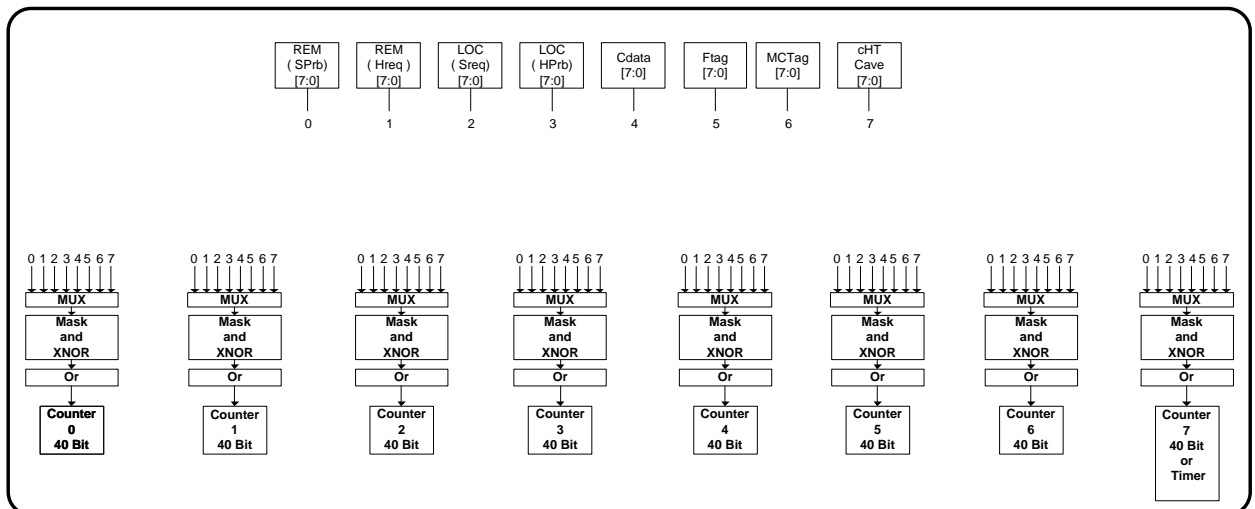 REM
( SPrb)
[7:0]
REM
( Hreq )
[7:0]
LOC
( Sreq)
[7:0]
LOC
( HPrb)
[7:0]
Cdata
[7:0]
Ftag
[7:0]
MCTag
[7:0]
cHT
Cave
[7:0]
0 1 2 3 4 5 6 7
0 1 2 3 4 5 6 7
MUX
Mask
and
XNOR
Or
Counter
0
40 Bit
0 1 2 3 4 5 6 7
MUX
Mask
and
XNOR
Or
Counter
1
40 Bit
0 1 2 3 4 5 6 7
MUX
Mask
and
XNOR
Or
Counter
2
40 Bit
0 1 2 3 4 5 6 7
MUX
Mask
and
XNOR
Or
Counter
3
40 Bit
0 1 2 3 4 5 6 7
MUX
Mask
and
XNOR
Or
Counter
4
40 Bit
0 1 2 3 4 5 6 7
MUX
Mask
and
XNOR
Or
Counter
5
40 Bit
0 1 2 3 4 5 6 7
MUX
Mask
and
XNOR
Or
Counter
6
40 Bit
0 1 2 3 4 5 6 7
MUX
Mask
and
XNOR
Or
Counter
7
40 Bit
or
Timer